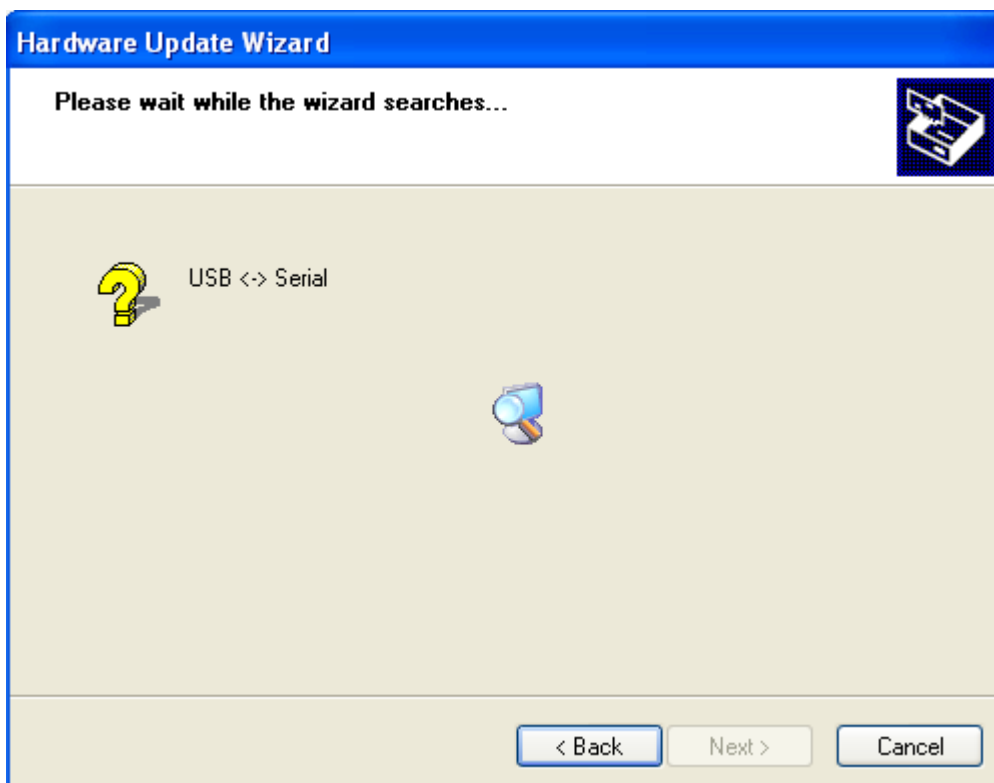 Hardware Update Wizard
Please wait while the wizard searches...
USB <-> Serial
< Back
Next >
Cancel